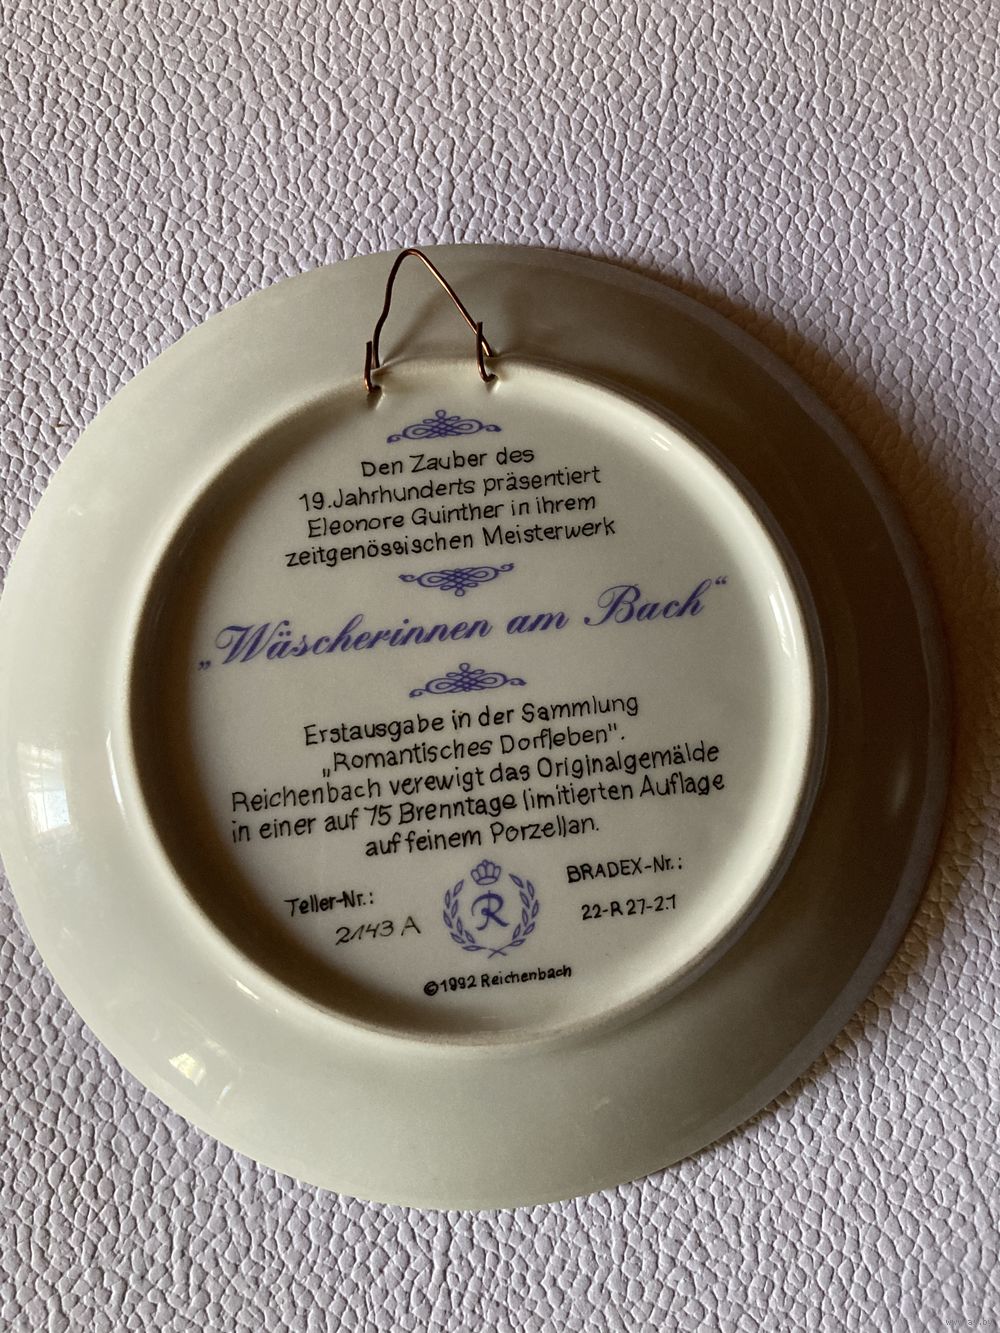 Den Zauber des
19.Jahrhunderts präsentiert
Eleonore Guinther in ihrem
zeitgenössischen Meisterwerk
„Wäscherinnen am Bach“
Erstausgabe in der Sammlung
„Romantisches Dorfleben".
Reichenbach verewigt das Originalgemälde
in einer auf 75 Brenntage limitierten Auflage
auf feinem Porzellan.
Teller-Nr.:
2143 A
R
BRADEX-Nr.:
22-R27-2.1
©1992 Reichenbach